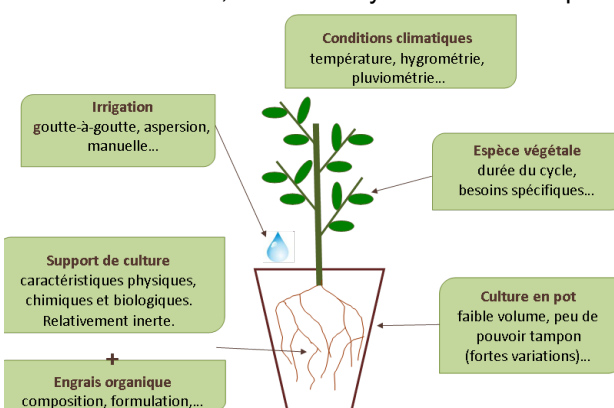 Conditions climatiques
température, hygrométrie,
pluviométrie...
Irrigation
goutte-à-goutte, aspersion,
manuelle...
Espèce végétale
durée du cycle,
besoins spécifiques...
Support de culture
caractéristiques physiques,
chimiques et biologiques.
Relativement inerte.
+
Engrais organique
composition, formulation,...
Culture en pot
faible volume, peu de
pouvoir tampon
(fortes variations)...